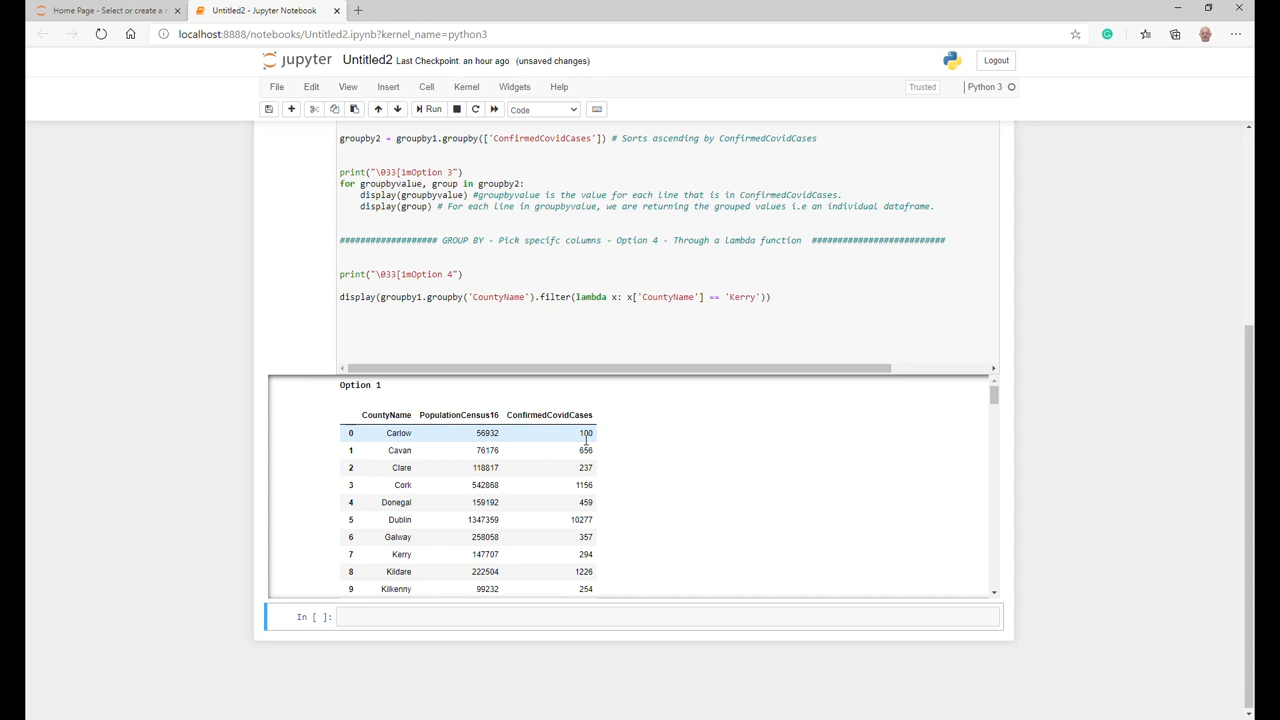 Home Page - Select or create a n
Untitled2 - Jupyter Notebook
localhost:8888/notebooks/Untitled2.ipynb?kernel_name=python3
jupyter Untitled2 Last Checkpoint: an hour ago (unsaved changes) Logout
File Edit View Insert Cell Kernel Widgets Help Trusted Python 3
Run Code
groupby2 = groupby1.groupby(['ConfirmedCovidCases']) # Sorts ascending by ConfirmedCovidCases
print("\033[1mOption 3")
for groupbyvalue, group in groupby2:
display(groupbyvalue) #groupbyvalue is the value for each line that is in ConfirmedCovidCases.
display(group) # For each line in groupbyvalue, we are returning the grouped values i.e an individual dataframe.
################### GROUP BY - Pick specifc columns - Option 4 - Through a lambda function ##########################
print("\033[1mOption 4")
display(groupby1.groupby('CountyName').filter(lambda x: x['CountyName'] == 'Kerry'))
Option 1
CountyName PopulationCensus16 ConfirmedCovidCases
0 Carlow 56932 100
1 Cavan 76176 656
2 Clare 118817 237
3 Cork 542868 1156
4 Donegal 159192 459
5 Dublin 1347359 10277
6 Galway 258058 357
7 Kerry 147707 294
8 Kildare 222504 1226
9 Kilkenny 99232 254
In [ ]: